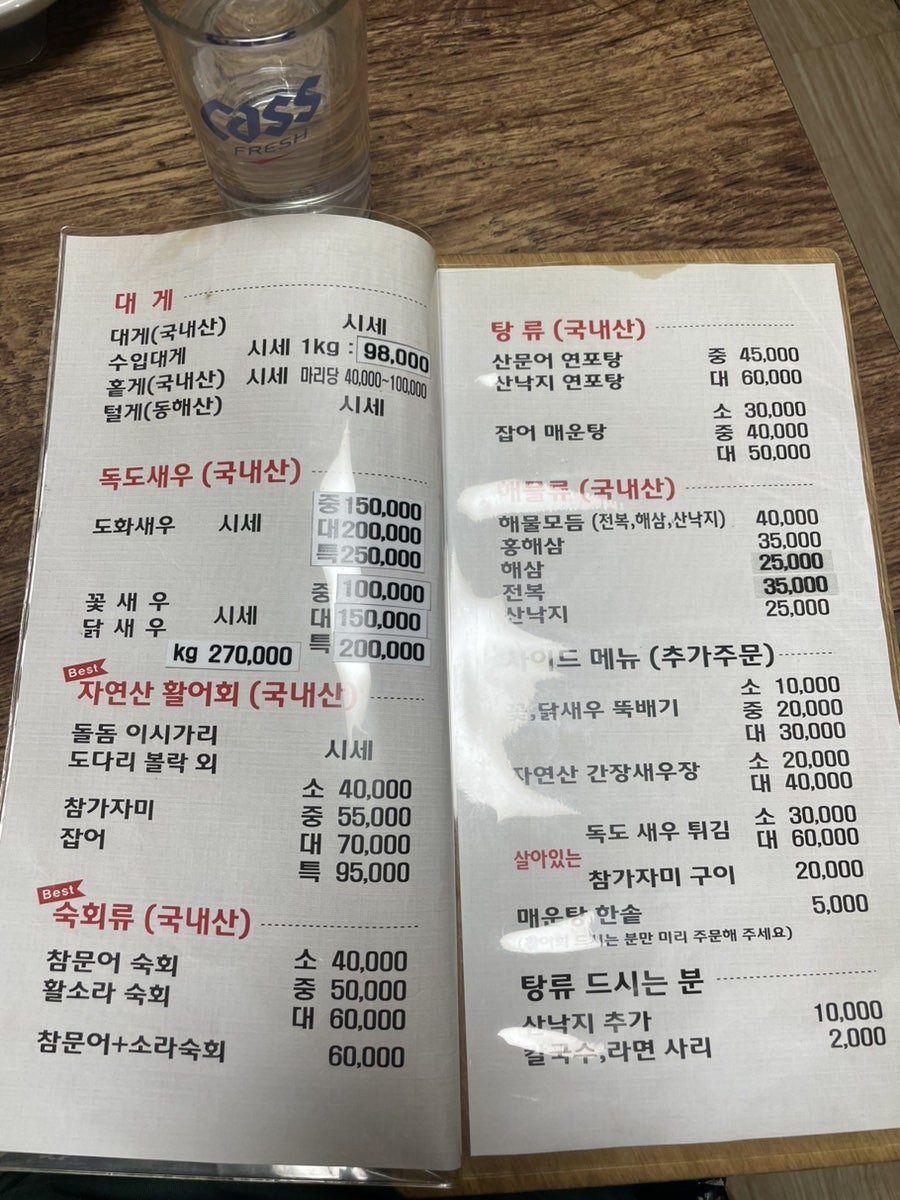 Cass
FRESH
대 게
대게(국내산) 시세
수입대게 시세 1kg : 98,000
홑게(국내산) 시세 마리당 40,000~100,000
털게(동해산) 시세
독도새우 (국내산)
중 150,000
도화새우 시세 대 200,000
특 250,000
꽃 새 우 중 100,000
닭 새 우 시세 대 150,000
특 200,000
kg 270,000
Best
자연산 활어회 (국내산)
돌돔 이시가리
도다리 볼락 외 시세
소 40,000
참가자미 중 55,000
잡어 대 70,000
특 95,000
Best
숙회류 (국내산)
참문어 숙회 소 40,000
활소라 숙회 중 50,000
대 60,000
참문어+소라숙회 60,000
탕 류 (국내산)
산문어 연포탕 중 45,000
산낙지 연포탕 대 60,000
소 30,000
잡어 매운탕 중 40,000
대 50,000
해물류 (국내산)
해물모듬 (전복,해삼,산낙지) 40,000
홍해삼 35,000
해삼 25,000
전복 35,000
산낙지 25,000
사이드 메뉴 (추가주문)
소 10,000
꽃,닭새우 뚝배기 중 20,000
대 30,000
자연산 간장새우장 소 20,000
대 40,000
독도 새우 튀김 소 30,000
대 60,000
살아있는
참가자미 구이 20,000
매운탕 한솥 5,000
(활어회 드시는 분만 미리 주문해 주세요)
탕류 드시는 분
산낙지 추가 10,000
칼국수,라면 사리 2,000